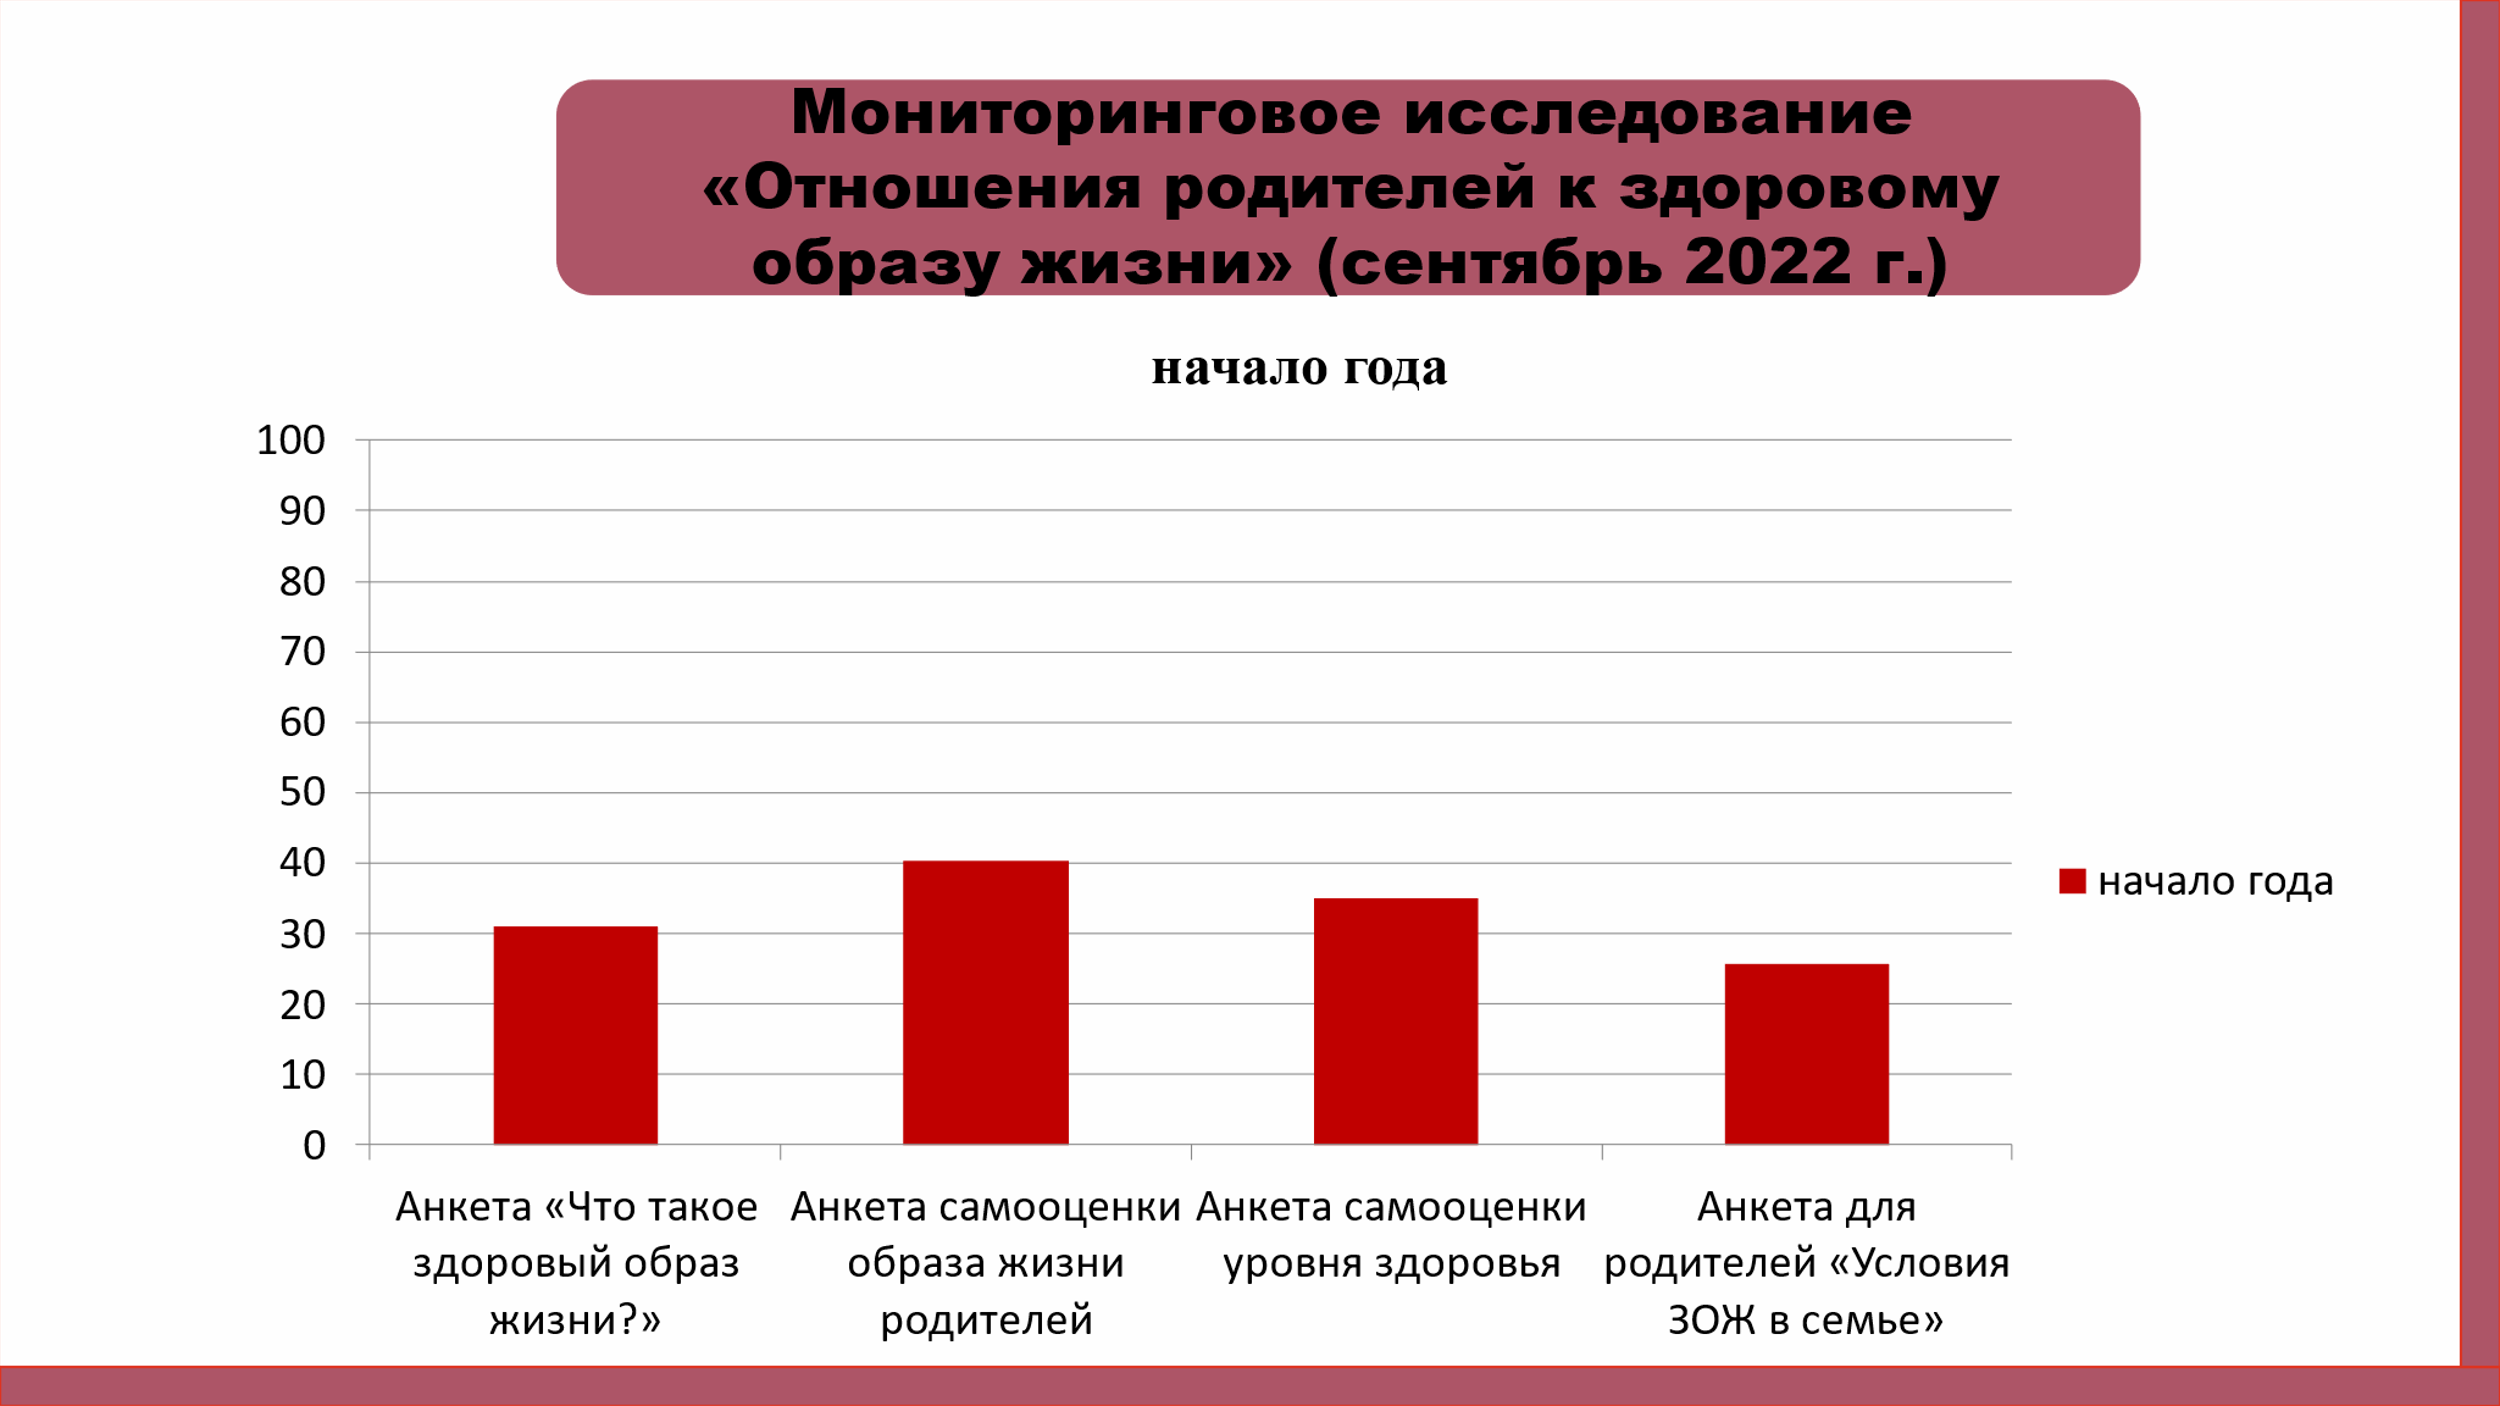 Мониторинговое исследование
«Отношения родителей к здоровому
образу жизни» (сентябрь 2022 г.)
начало года
100
90
80
70
60
50
40
30
20
10
0
начало года
Анкета «Что такое
здоровый образ
жизни?»
Анкета самооценки
образа жизни
родителей
Анкета самооценки
уровня здоровья
Анкета для
родителей «Условия
ЗОЖ в семье»